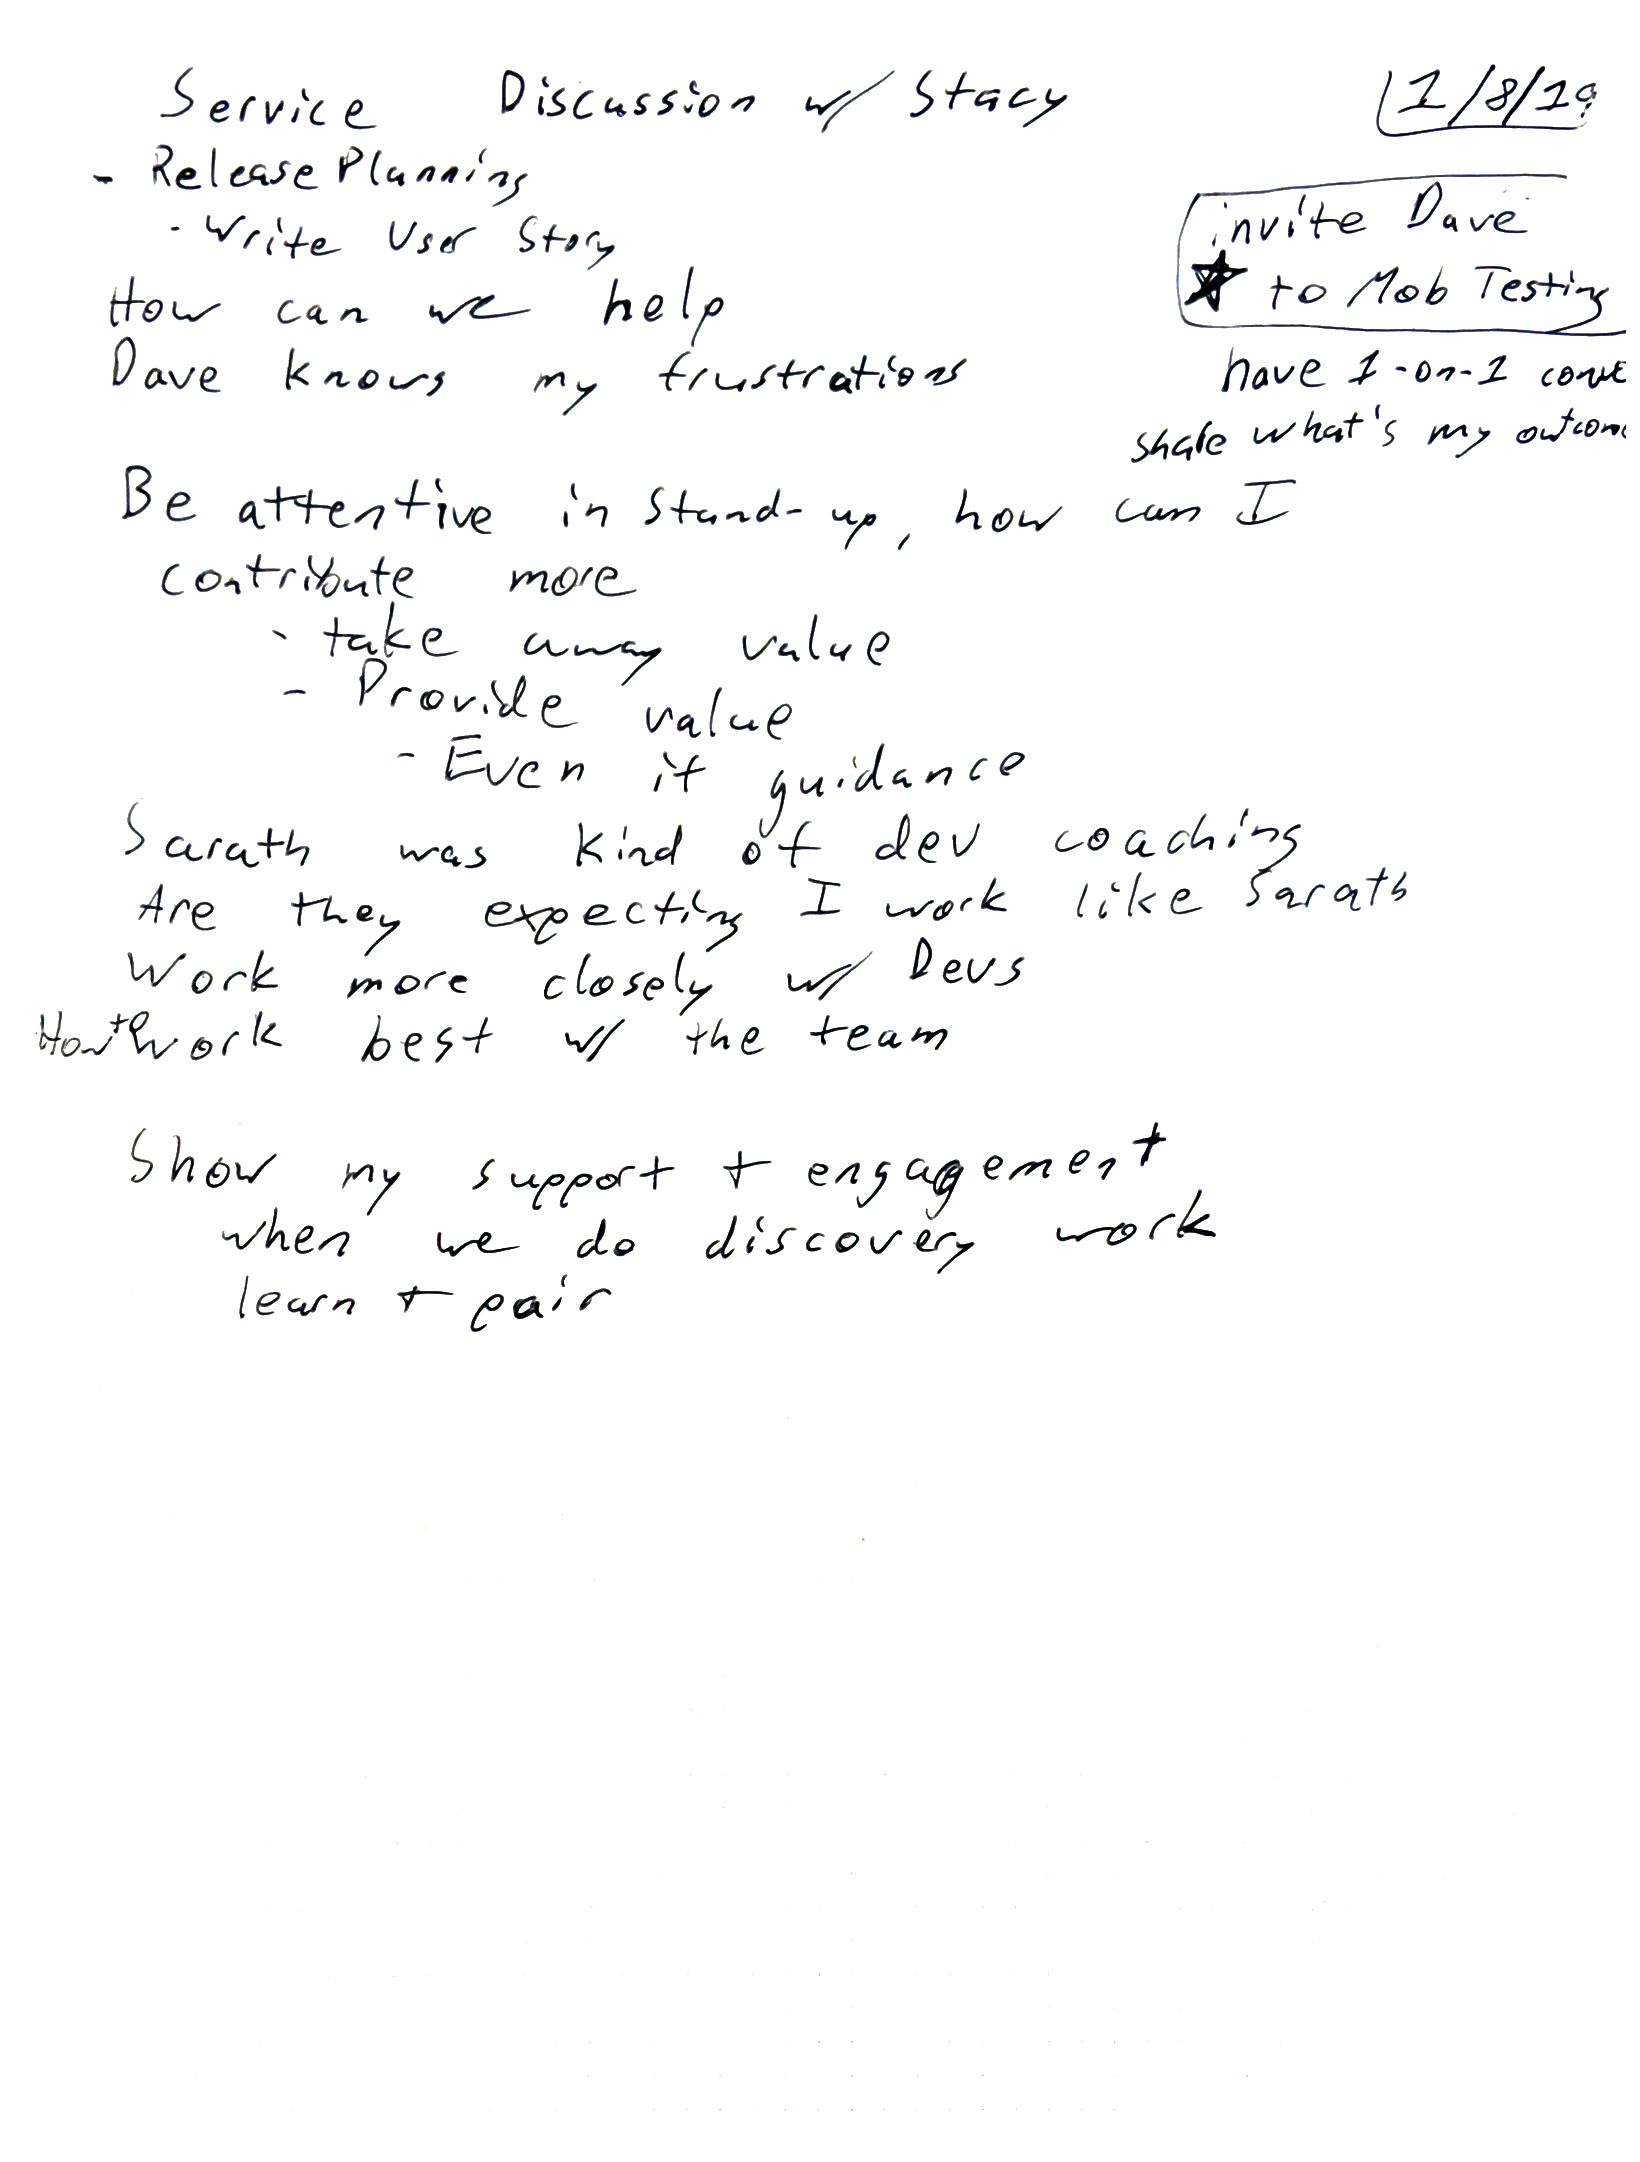 Service Discussion w/ Stacy
1/8/19
- Release Planning
- Write User Story
How can we help
Dave knows my frustrations
invite Dave
★ to Mob Testing
have 1-on-1
share what's my
Be attentive in Stand-up, how can I
contribute more
- take away value
- Provide value
- Even if guidance
Sarath was kind of dev coaching
Are they expecting I work like Sarath
Work more closely w/ Devs
How to Work best w/ the team
Show my support + engagement
when we do discovery work
learn + pair